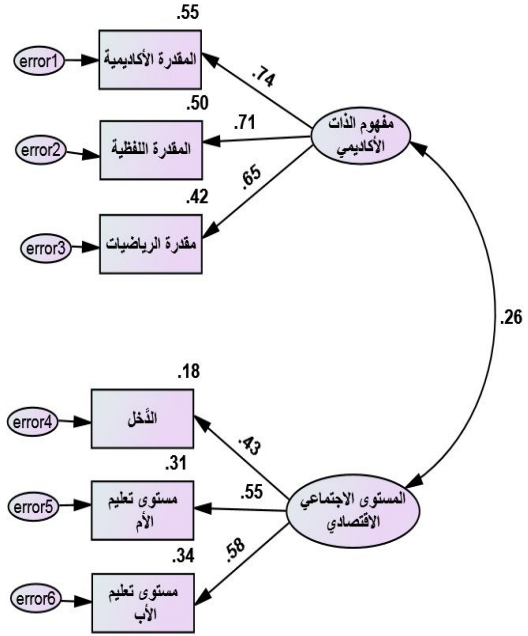 .55
error1
المقدرة الأكاديمية
.74
.50
error2
المقدرة اللفظية
.71
مفهوم الذات
الأكاديمي
.65
.42
error3
مقدرة الرياضيات
.26
.18
error4
الدَّخل
.43
.31
error5
مستوى تعليم
الأم
.55
المستوى الاجتماعي
الاقتصادي
.58
.34
error6
مستوى تعليم
الأب